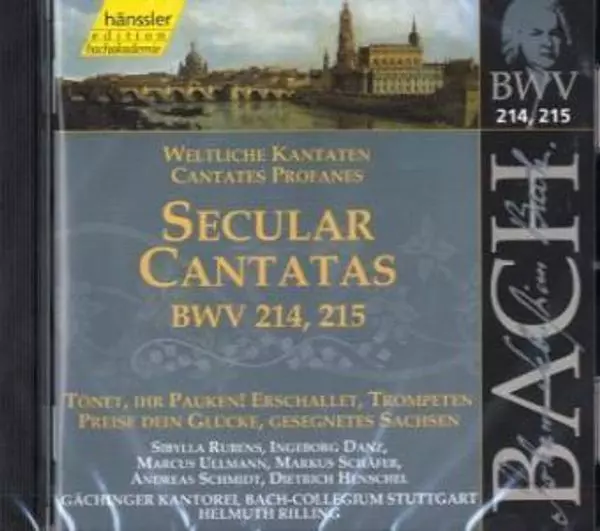 hänssler
edition
bachakademie
BWV
214, 215
WELTLICHE KANTATEN
CANTATES PROFANES
SECULAR
CANTATAS
BWV 214, 215
TÖNET, IHR PAUKEN! ERSCHALLET, TROMPETEN
PREISE DEIN GLÜCKE, GESEGNETES SACHSEN
SIBYLLA RUBENS, INGEBORG DANZ,
MARCUS ULLMANN, MARKUS SCHÄFER,
ANDREAS SCHMIDT, DIETRICH HENSCHEL
GÄCHINGER KANTOREI, BACH-COLLEGIUM STUTTGART
HELMUTH RILLING
BACH